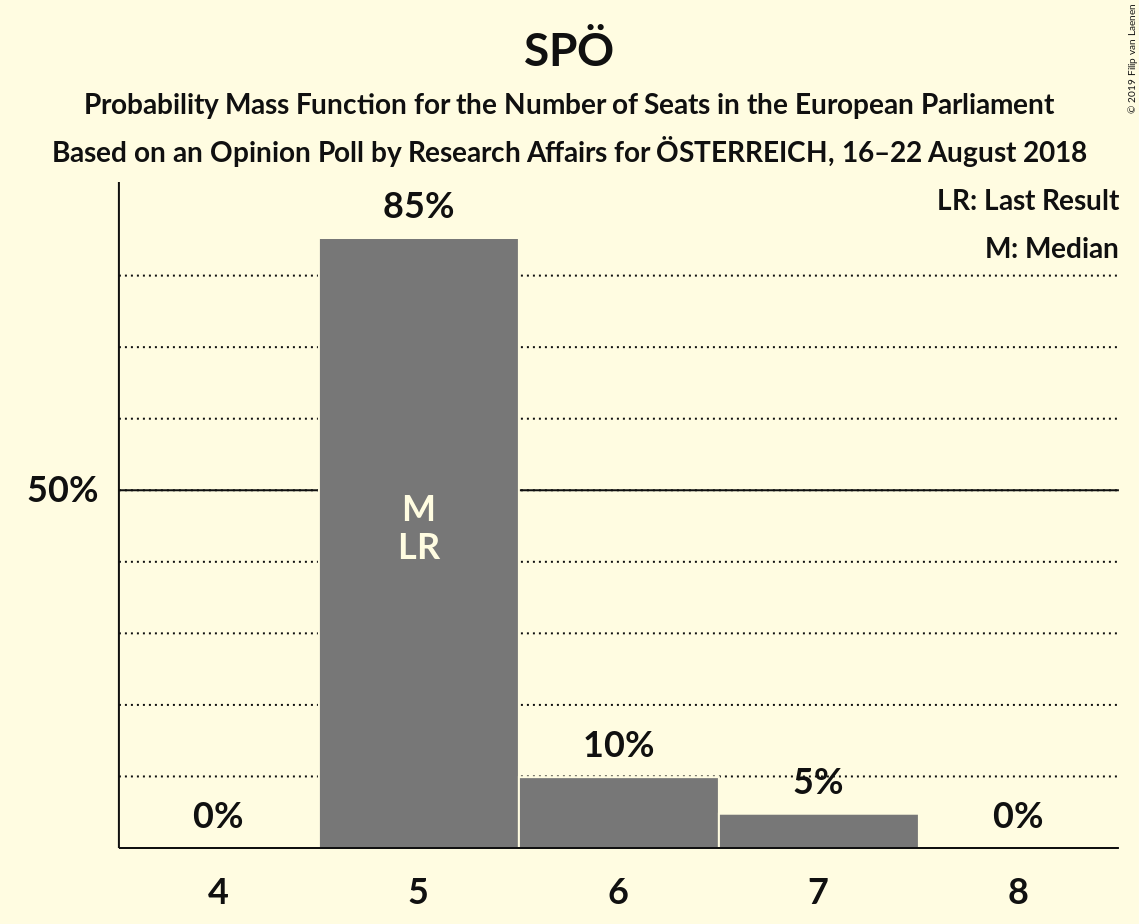 SPÖ
Probability Mass Function for the Number of Seats in the European Parliament
Based on an Opinion Poll by Research Affairs for ÖSTERREICH, 16–22 August 2018
© 2019 Filip van Laenen
LR: Last Result
M: Median
85%
50%
M
LR
10%
5%
0%
0%
4
5
6
7
8